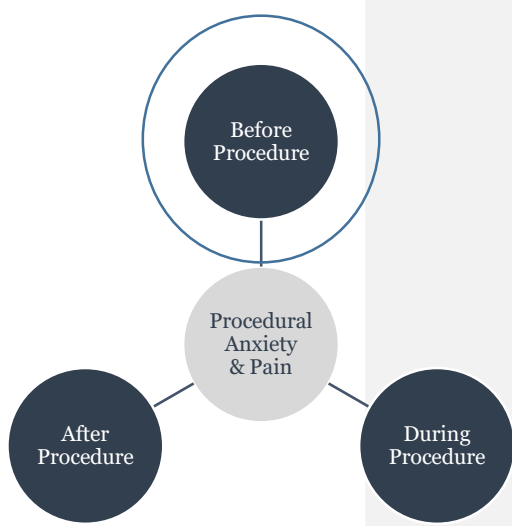 Before
Procedure
Procedural
Anxiety
& Pain
After
Procedure
During
Procedure